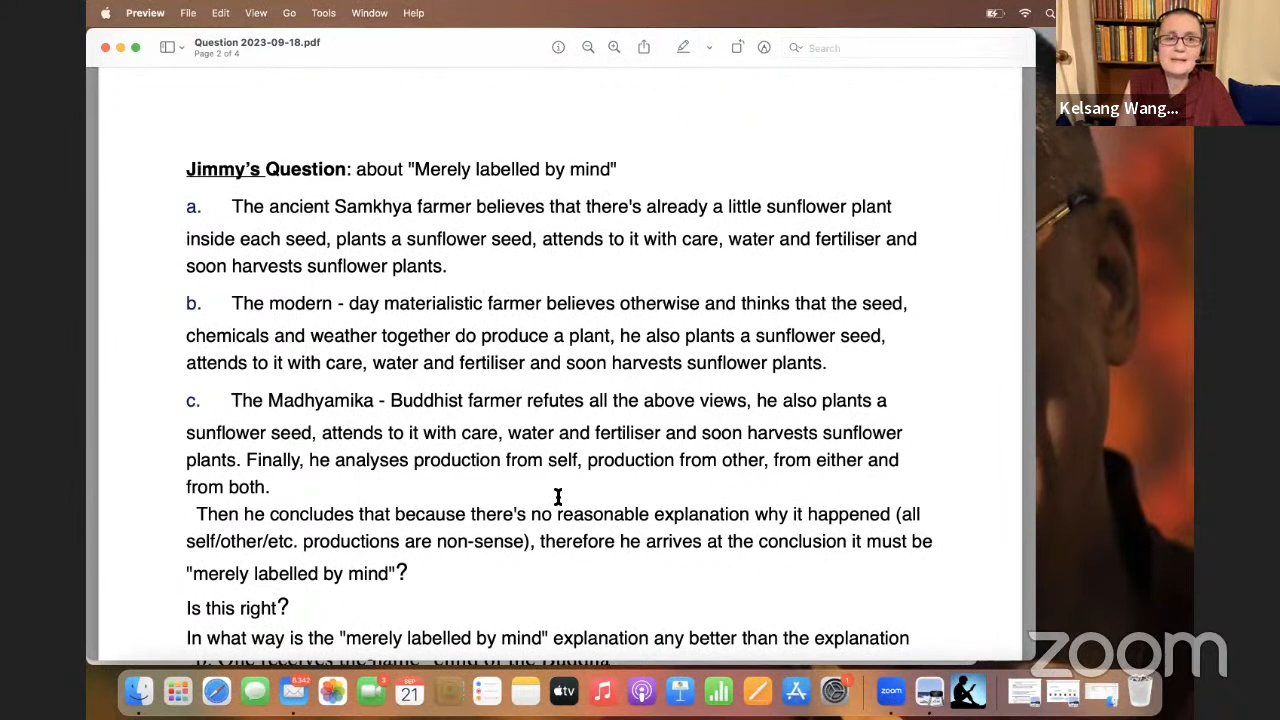 Preview File Edit View Go Tools Window Help
Question 2023-09-18.pdf
Page 2 of 4
Search
Kelsang Wang...
Jimmy's Question: about "Merely labelled by mind"
a. The ancient Samkhya farmer believes that there's already a little sunflower plant
inside each seed, plants a sunflower seed, attends to it with care, water and fertiliser and
soon harvests sunflower plants.
b. The modern - day materialistic farmer believes otherwise and thinks that the seed,
chemicals and weather together do produce a plant, he also plants a sunflower seed,
attends to it with care, water and fertiliser and soon harvests sunflower plants.
c. The Madhyamika - Buddhist farmer refutes all the above views, he also plants a
sunflower seed, attends to it with care, water and fertiliser and soon harvests sunflower
plants. Finally, he analyses production from self, production from other, from either and
from both.
Then he concludes that because there's no reasonable explanation why it happened (all
self/other/etc. productions are non-sense), therefore he arrives at the conclusion it must be
"merely labelled by mind"?
Is this right?
In what way is the "merely labelled by mind" explanation any better than the explanation
zoom
8,342
3
SEP
21
tv
zoom
1